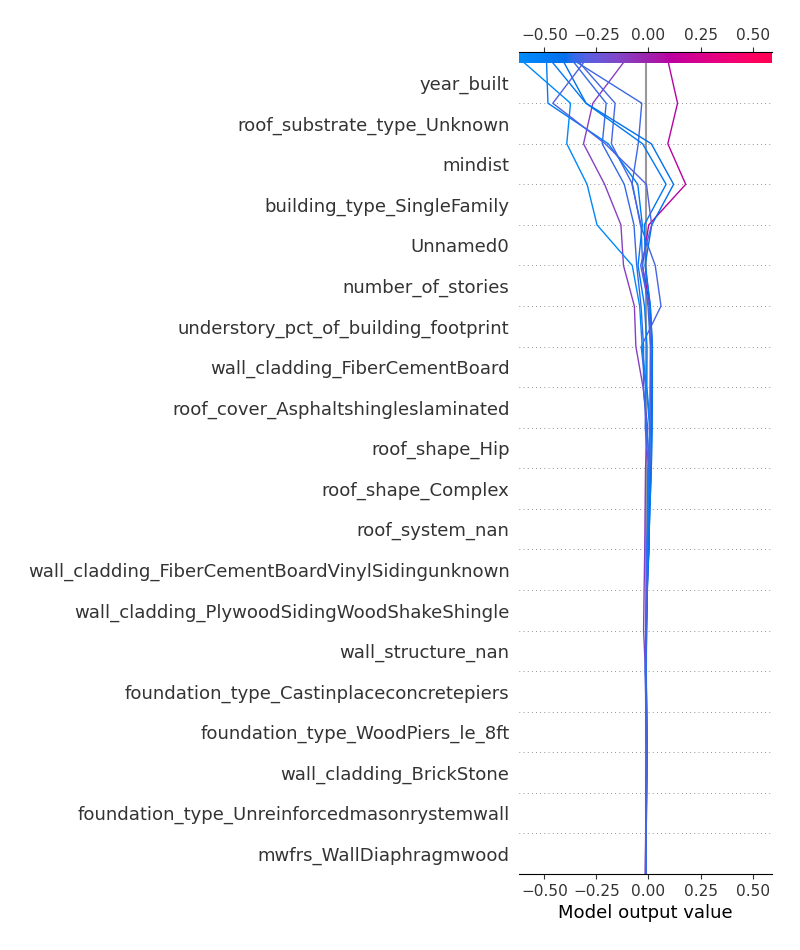 −0.50 −0.25 0.00 0.25 0.50
year_built
roof_substrate_type_Unknown
mindist
building_type_SingleFamily
Unnamed0
number_of_stories
understory_pct_of_building_footprint
wall_cladding_FiberCementBoard
roof_cover_Asphaltshingleslaminated
roof_shape_Hip
roof_shape_Complex
roof_system_nan
wall_cladding_FiberCementBoardVinylSidingunknown
wall_cladding_PlywoodSidingWoodShakeShingle
wall_structure_nan
foundation_type_Castinplaceconcretepiers
foundation_type_WoodPiers_le_8ft
wall_cladding_BrickStone
foundation_type_Unreinforcedmasonrystemwall
mwfrs_WallDiaphragmwood
−0.50 −0.25 0.00 0.25 0.50
Model output value